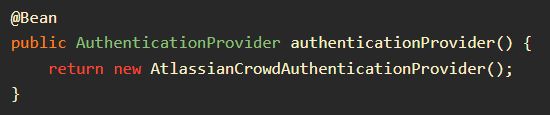 @Bean
public AuthenticationProvider authenticationProvider() {
    return new AtlassianCrowdAuthenticationProvider();
}